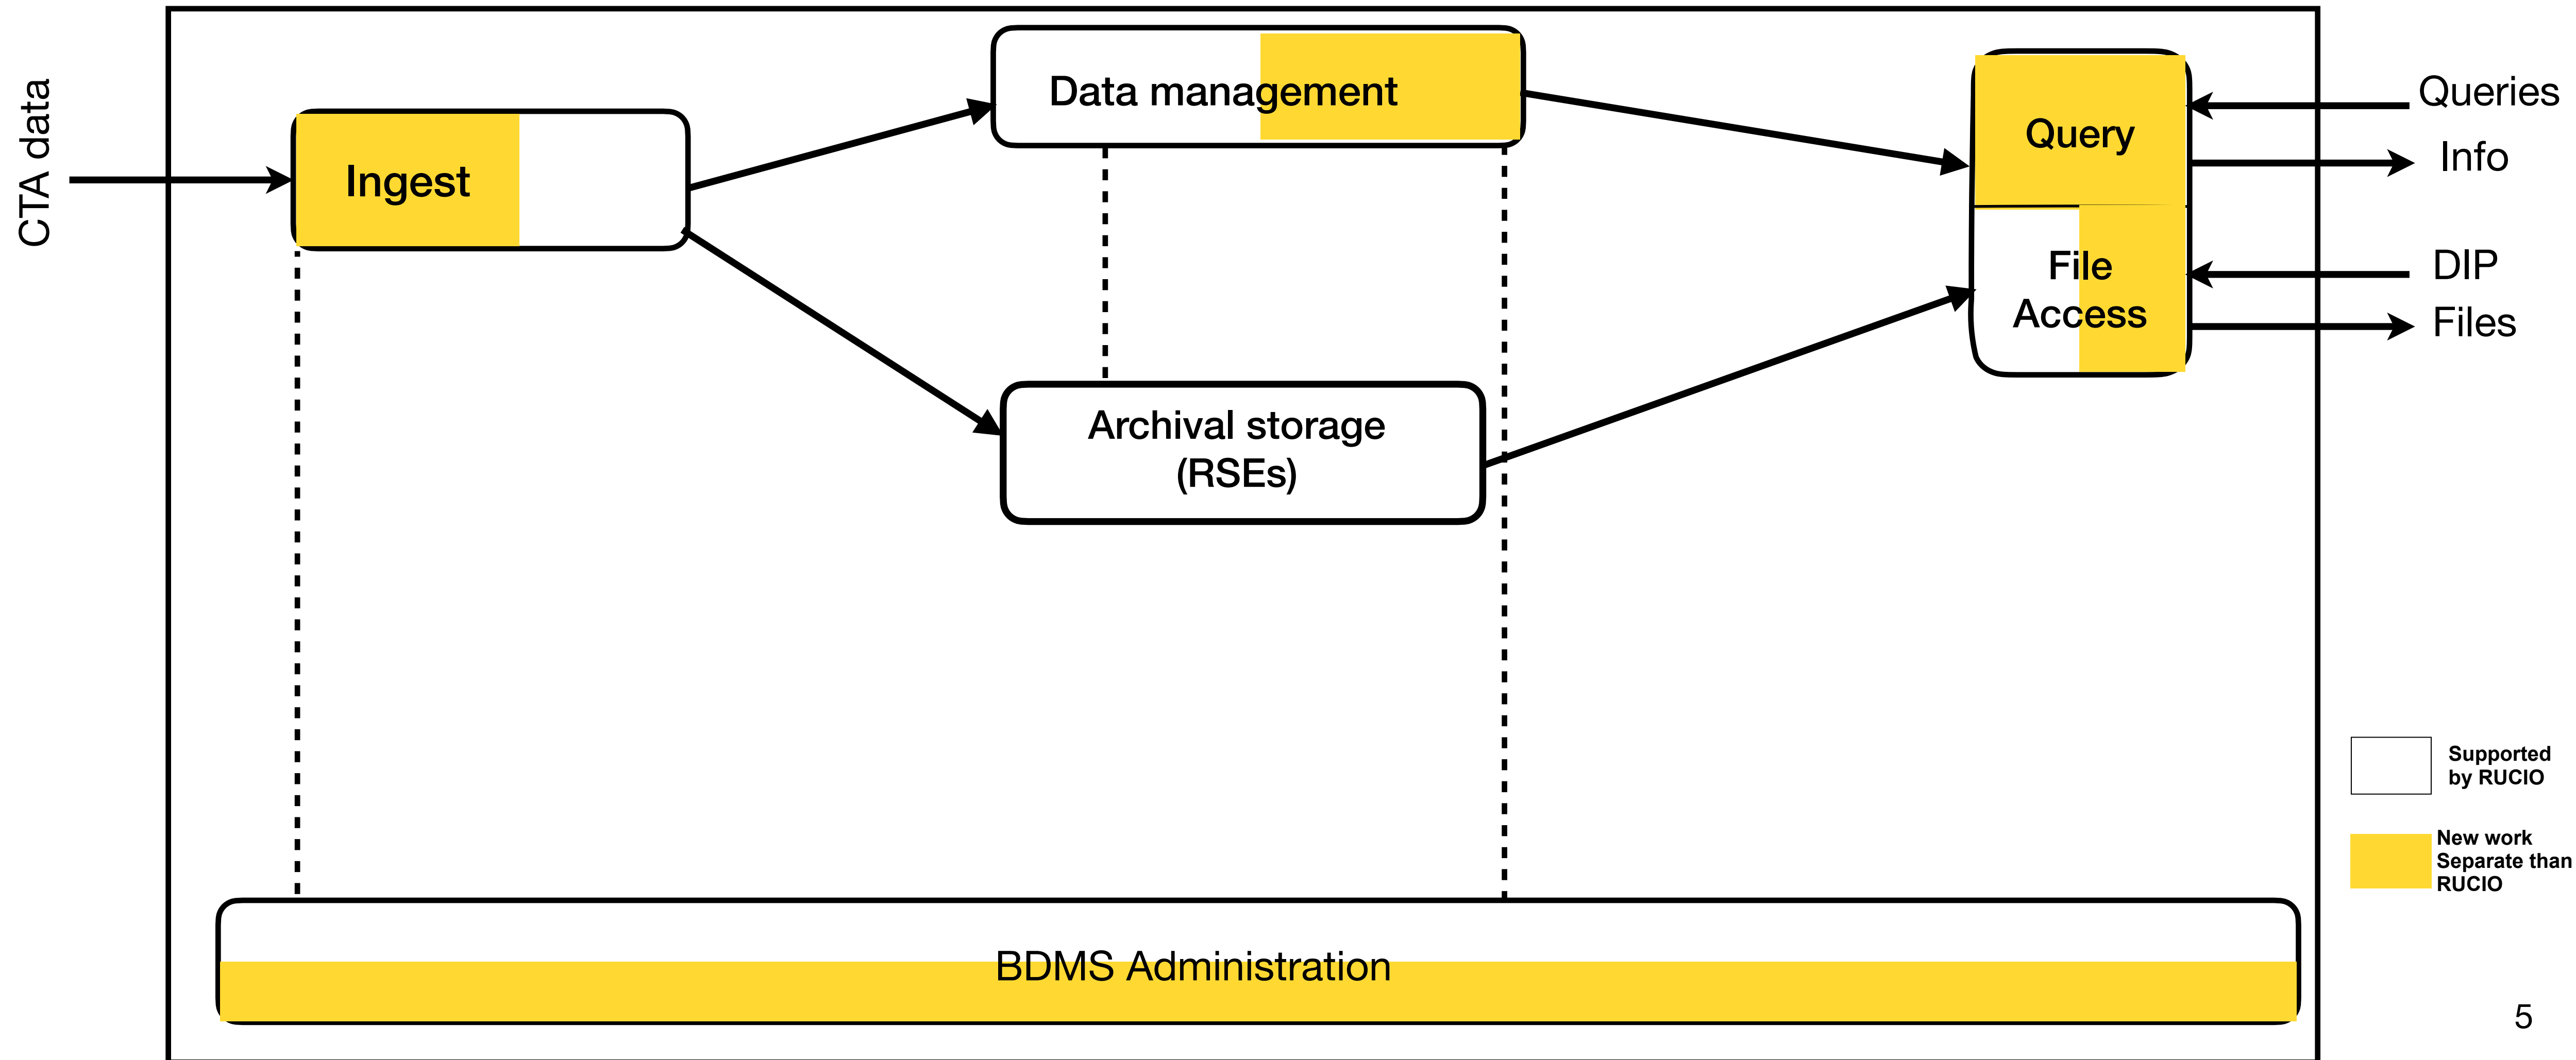 CTA data
Ingest
Data management
Archival storage
(RSEs)
Query
File
Access
Queries
Info
DIP
Files
BDMS Administration
Supported
by RUCIO
New work
Separate than
RUCIO
5